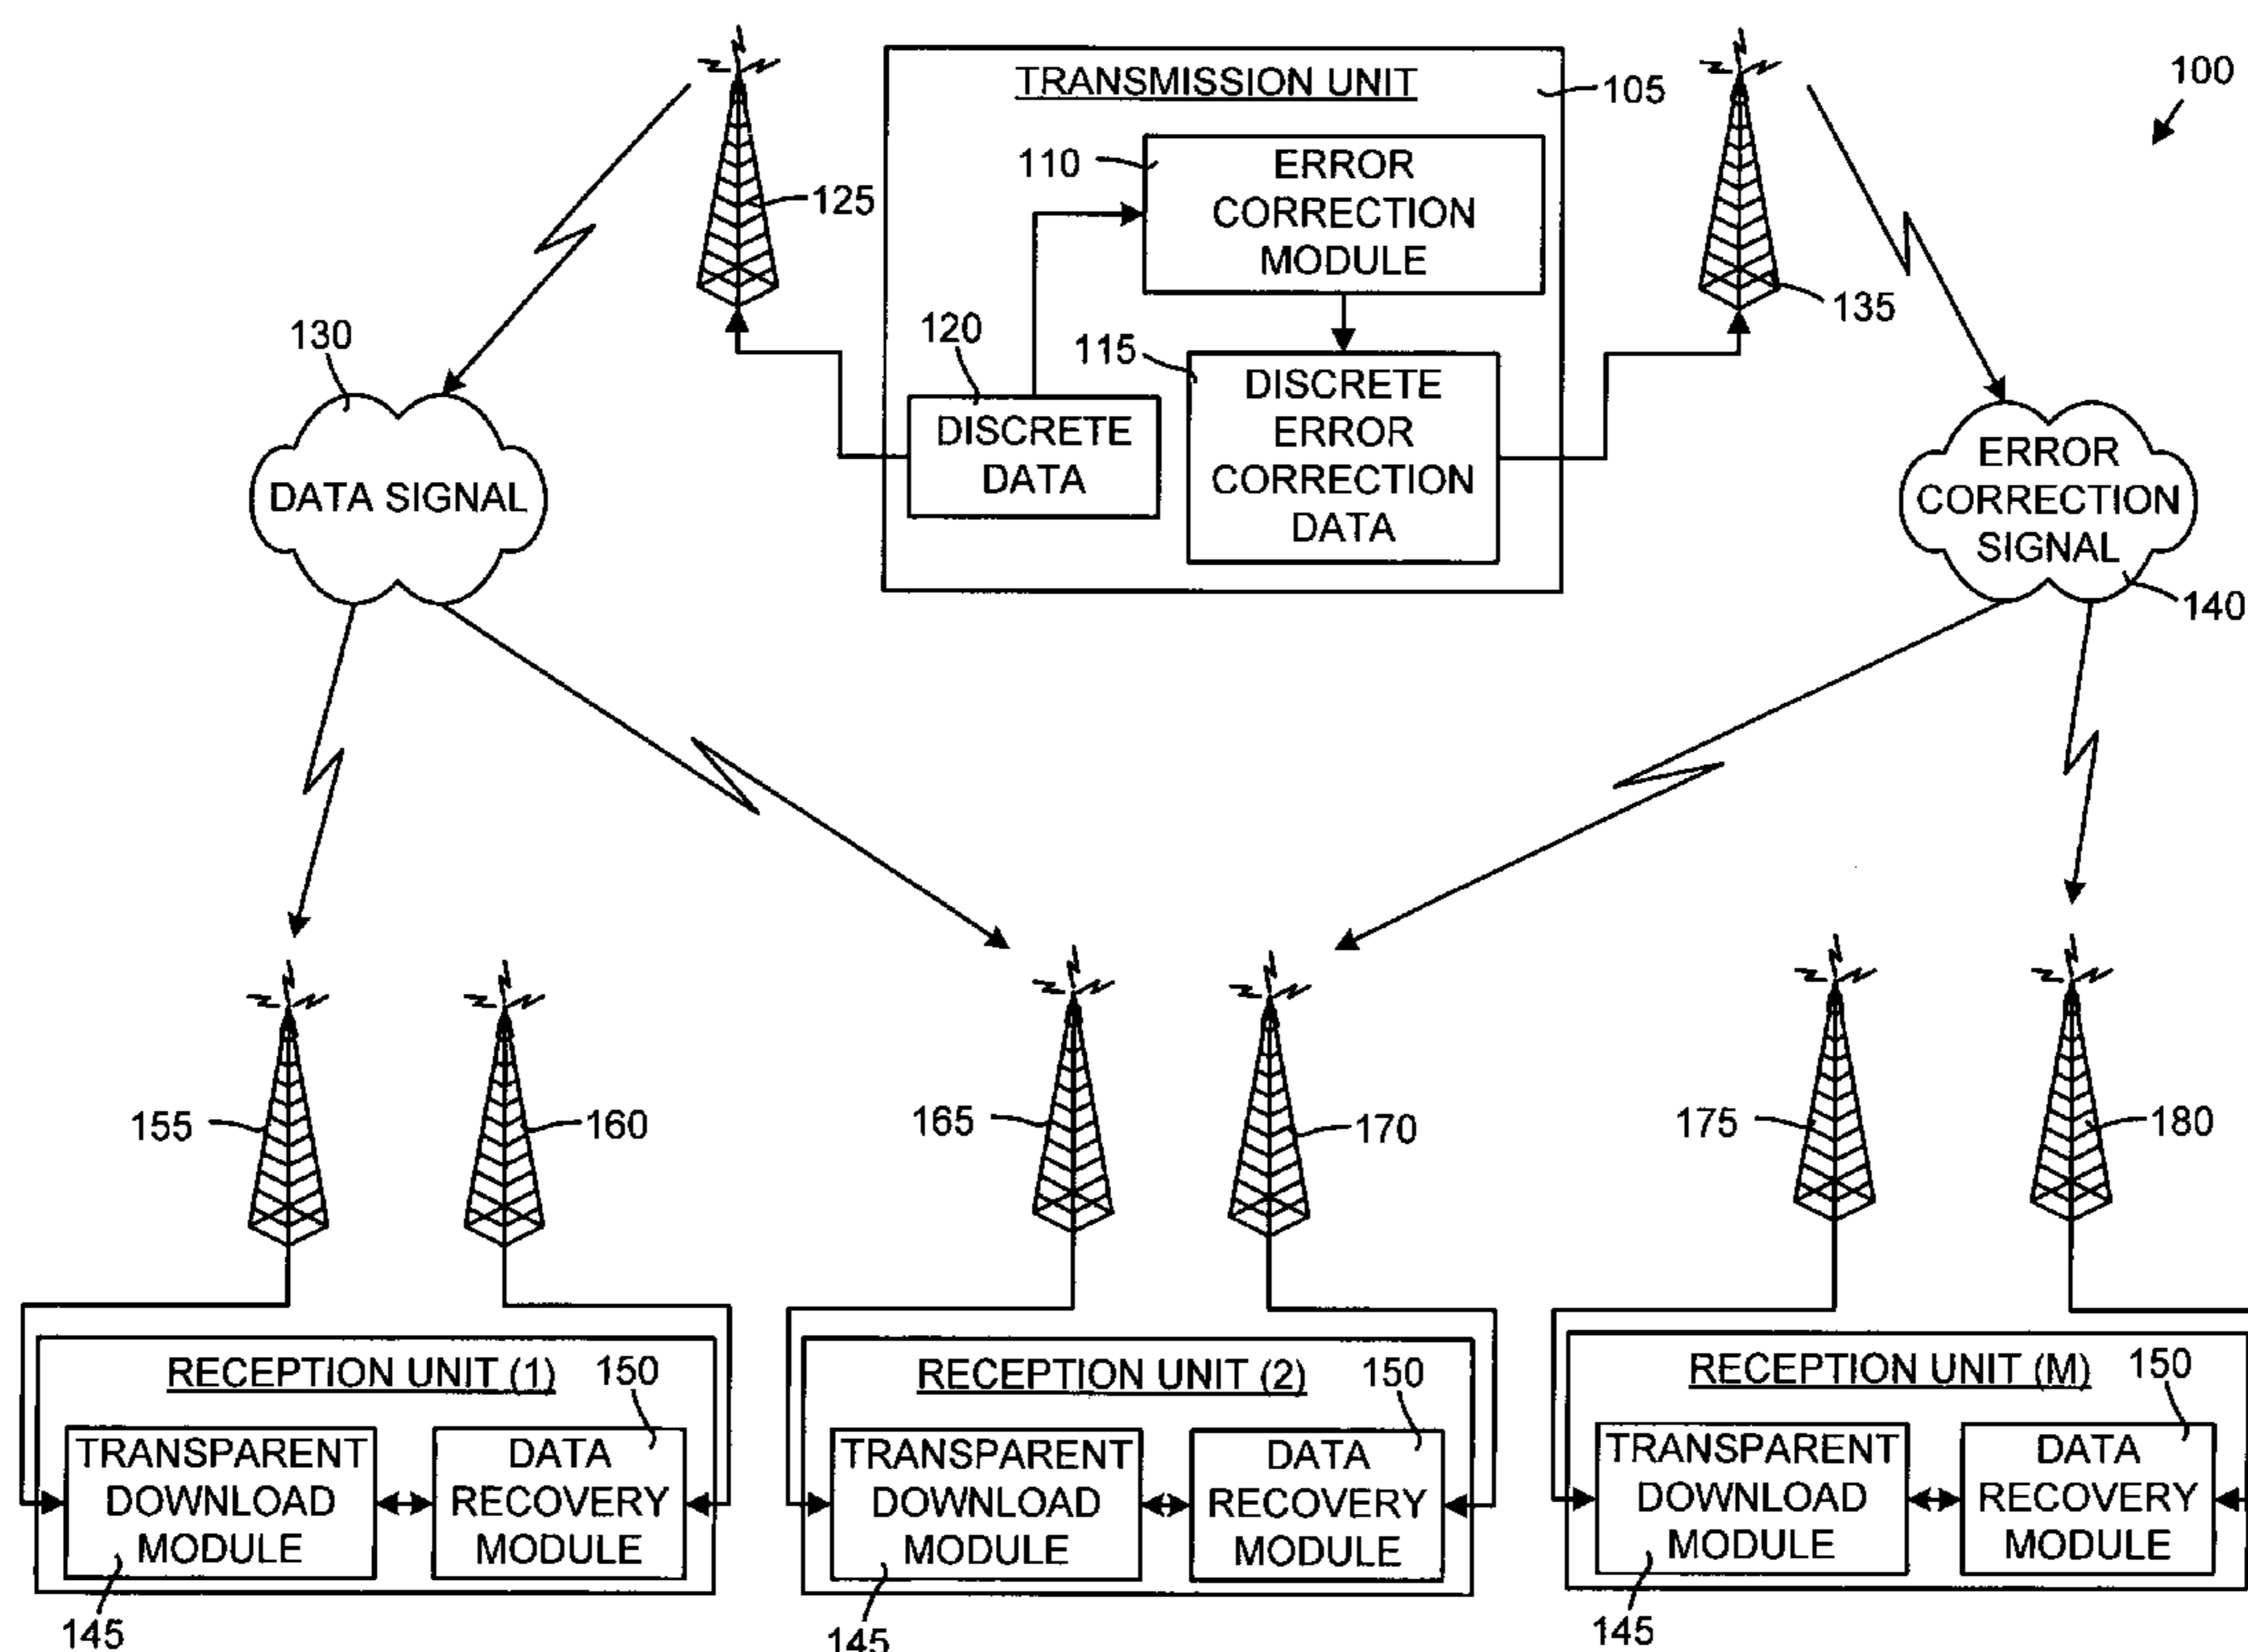 TRANSMISSION UNIT
105
100
110
ERROR
CORRECTION
MODULE
125
135
130
120
DISCRETE
DATA
115
DISCRETE
ERROR
CORRECTION
DATA
DATA SIGNAL
ERROR
CORRECTION
SIGNAL
140
155
160
165
170
175
180
RECEPTION UNIT (1)
150
TRANSPARENT
DOWNLOAD
MODULE
DATA
RECOVERY
MODULE
145
RECEPTION UNIT (2)
150
TRANSPARENT
DOWNLOAD
MODULE
DATA
RECOVERY
MODULE
145
RECEPTION UNIT (M)
150
TRANSPARENT
DOWNLOAD
MODULE
DATA
RECOVERY
MODULE
145